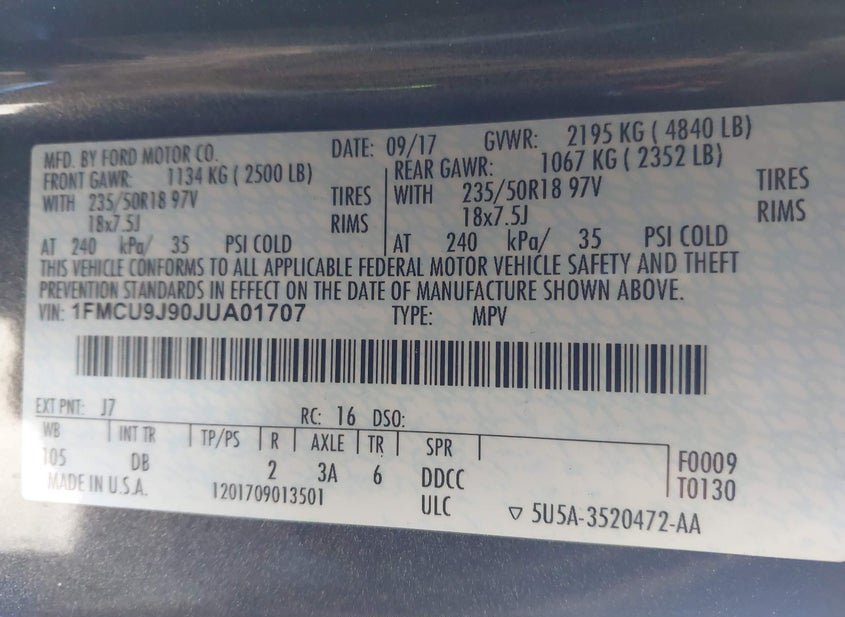 MFD. BY FORD MOTOR CO. DATE: 09/17 GVWR: 2195 KG ( 4840 LB)
FRONT GAWR: 1134 KG ( 2500 LB) REAR GAWR: 1067 KG ( 2352 LB)
WITH 235/50R18 97V TIRES WITH 235/50R18 97V TIRES
18x7.5J RIMS 18x7.5J RIMS
AT 240 kPa/ 35 PSI COLD AT 240 kPa/ 35 PSI COLD
THIS VEHICLE CONFORMS TO ALL APPLICABLE FEDERAL MOTOR VEHICLE SAFETY AND THEFT
PREVENTION STANDARDS IN EFFECT ON THE DATE OF MANUFACTURE SHOWN ABOVE.
VIN: 1FMCU9J90JUA01707 TYPE: MPV
EXT PNT: J7 RC: 16 DSO:
WB INT TR TP/PS R AXLE TR SPR
105 DB 2 3A 6 DDCC F0009
MADE IN U.S.A. 1201709013501 ULC T0130
▽ 5U5A-3520472-AA